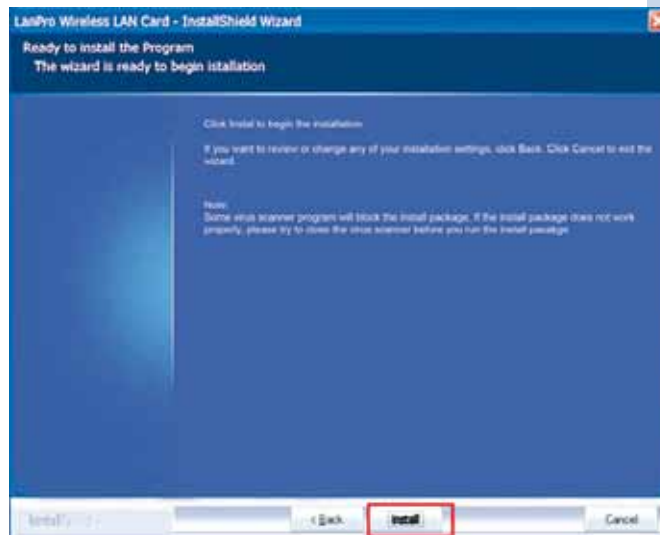 LanPro Wireless LAN Card - InstallShield Wizard
Ready to install the Program
The wizard is ready to begin istallation
Click Install to begin the installation.
If you want to review or change any of your installation settings, click Back. Click Cancel to exit the
wizard.
Note:
Some virus scanner program will block the install package. If the install package does not work
properly, please try to close the virus scanner before you run the install
InstallShield
< Back
Install
Cancel